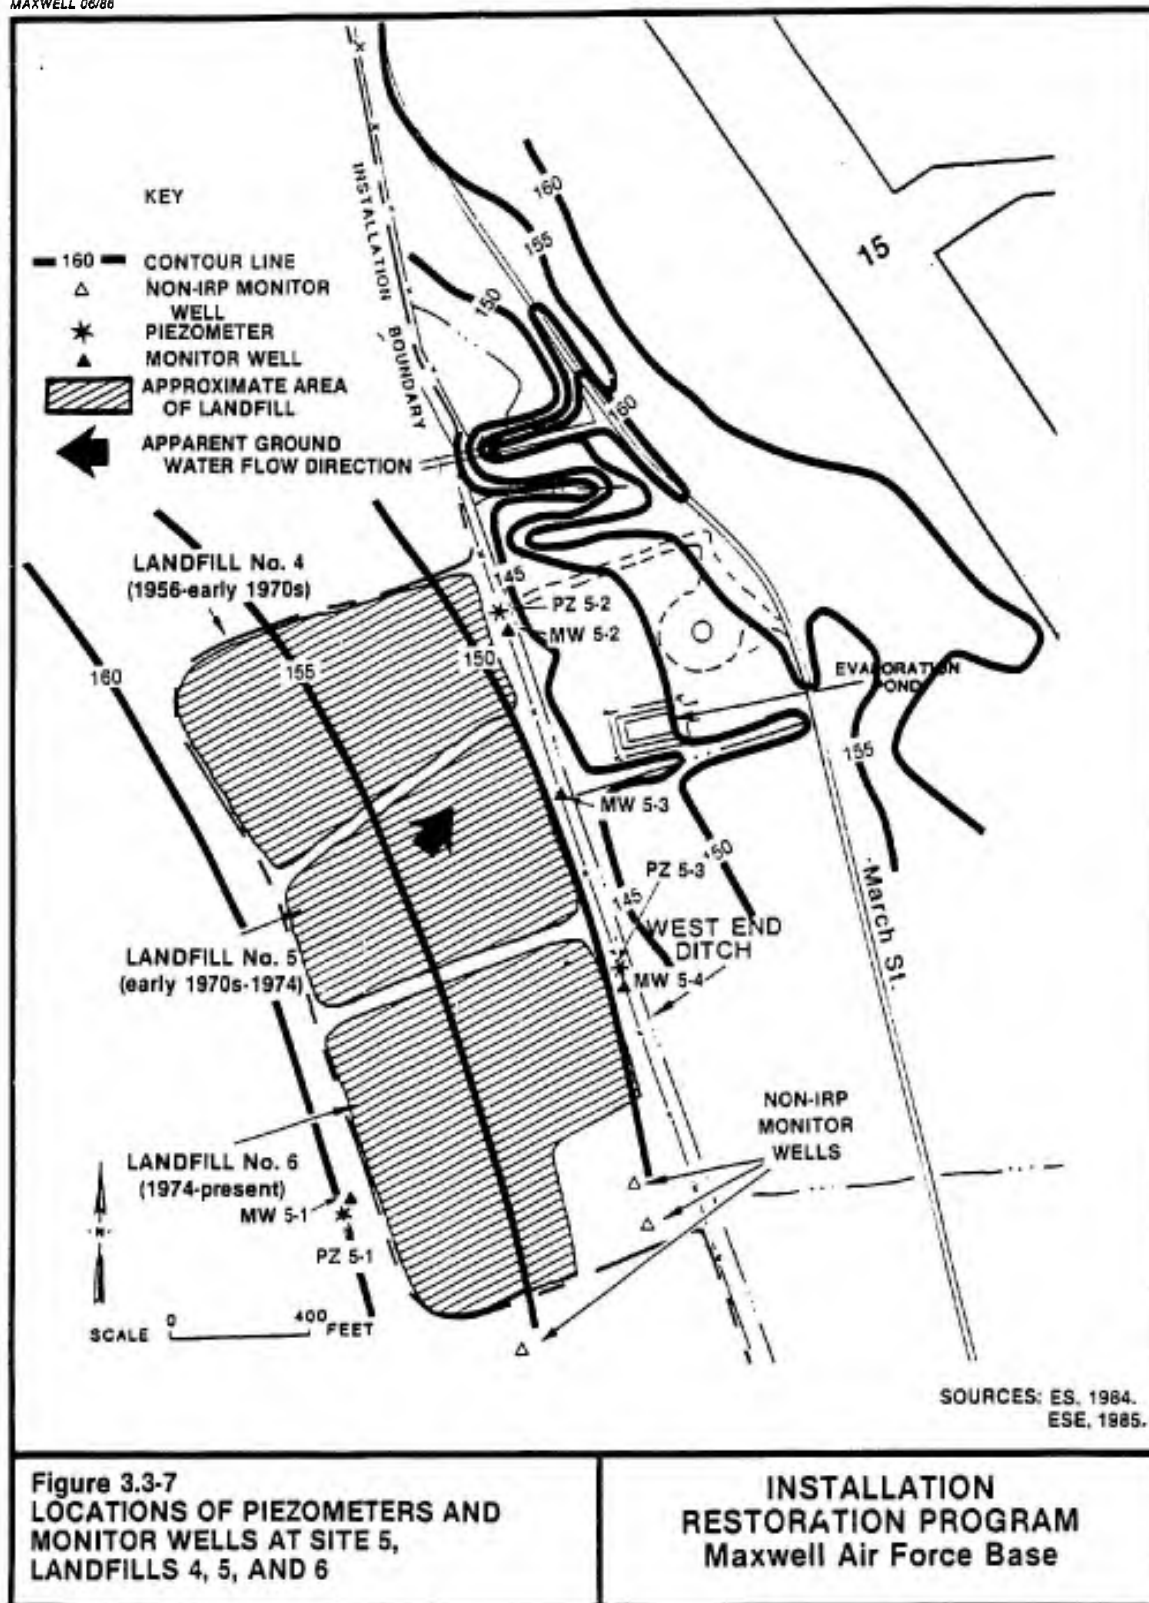 MAXWELL 06/86
KEY
160 CONTOUR LINE
NON-IRP MONITOR
WELL
PIEZOMETER
MONITOR WELL
APPROXIMATE AREA
OF LANDFILL
APPARENT GROUND
WATER FLOW DIRECTION
INSTALLATION
BOUNDARY
160
155
150
160
15
LANDFILL No. 4
(1956-early 1970s)
145
PZ 5-2
MW 5-2
160
155
150
EVAPORATION
POND
155
MW 5-3
150
PZ 5-3
145
WEST END
DITCH
MW 5-4
March St.
LANDFILL No. 5
(early 1970s-1974)
NON-IRP
MONITOR
WELLS
LANDFILL No. 6
(1974-present)
MW 5-1
PZ 5-1
N
SCALE 0 400 FEET
SOURCES: ES, 1984.
ESE, 1985.
Figure 3.3-7
LOCATIONS OF PIEZOMETERS AND
MONITOR WELLS AT SITE 5,
LANDFILLS 4, 5, AND 6
INSTALLATION
RESTORATION PROGRAM
Maxwell Air Force Base